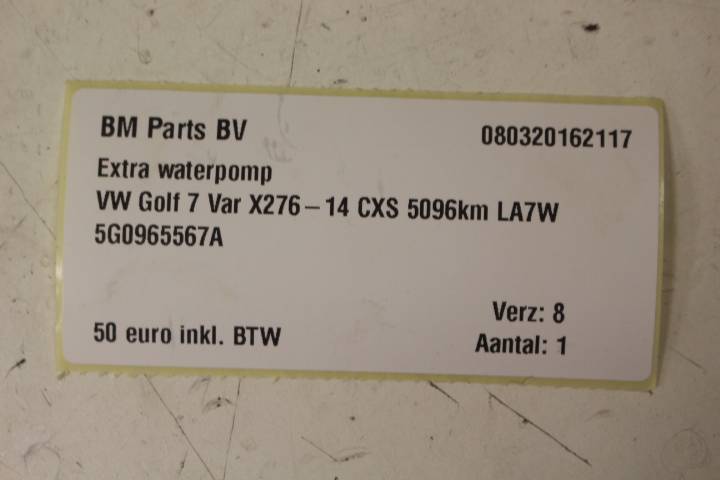 BM Parts BV 080320162117
Extra waterpomp
VW Golf 7 Var X276-14 CXS 5096km LA7W
5G0965567A
Verz: 8
50 euro inkl. BTW Aantal: 1